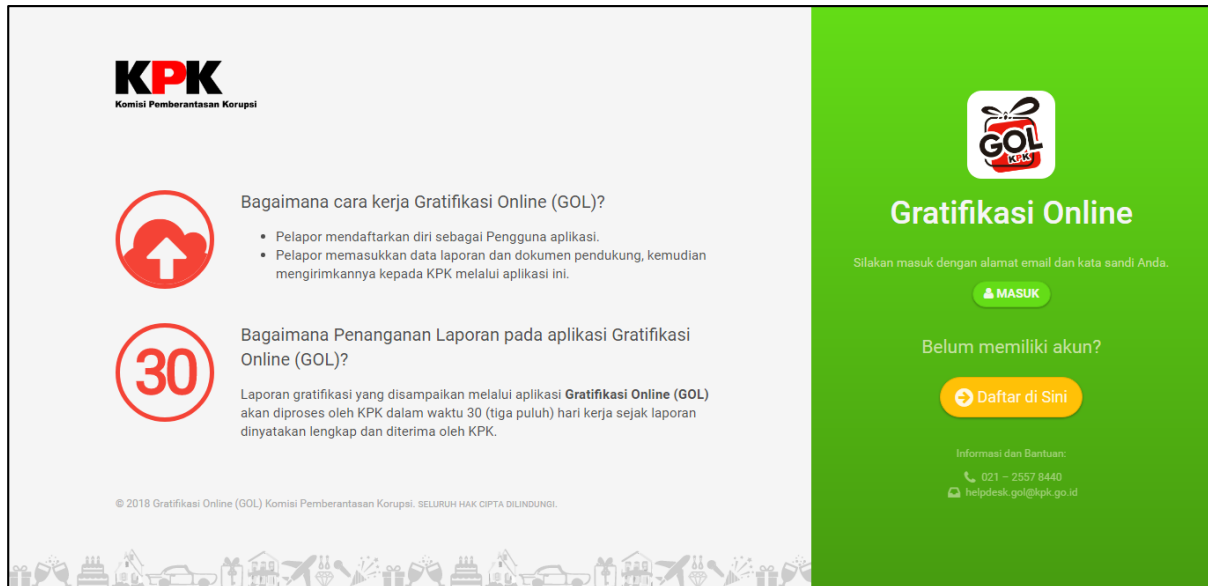 KPK
Komisi Pemberantasan Korupsi
Bagaimana cara kerja Gratifikasi Online (GOL)?
• Pelapor mendaftarkan diri sebagai Pengguna aplikasi.
• Pelapor memasukkan data laporan dan dokumen pendukung, kemudian
mengirimkannya kepada KPK melalui aplikasi ini.
30
Bagaimana Penanganan Laporan pada aplikasi Gratifikasi
Online (GOL)?
Laporan gratifikasi yang disampaikan melalui aplikasi Gratifikasi Online (GOL)
akan diproses oleh KPK dalam waktu 30 (tiga puluh) hari kerja sejak laporan
dinyatakan lengkap dan diterima oleh KPK.
© 2018 Gratifikasi Online (GOL) Komisi Pemberantasan Korupsi. SELURUH HAK CIPTA DILINDUNGI.
GOL
KPK
Gratifikasi Online
Silakan masuk dengan alamat email dan kata sandi Anda.
MASUK
Belum memiliki akun?
Daftar di Sini
Informasi dan Bantuan:
021 – 2557 8440
helpdesk.gol@kpk.go.id